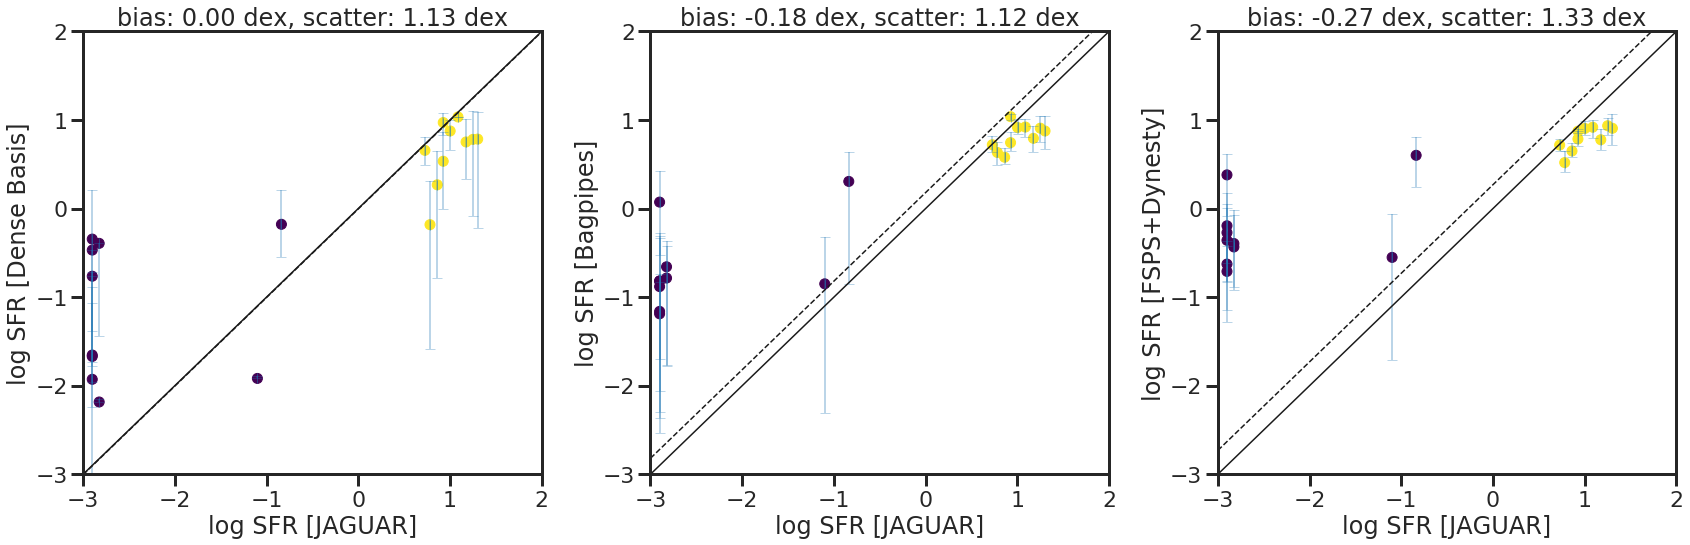 bias: 0.00 dex, scatter: 1.13 dex
log SFR [Dense Basis]
2
1
0
−1
−2
−3
−3 −2 −1 0 1 2
log SFR [JAGUAR]
bias: -0.18 dex, scatter: 1.12 dex
log SFR [Bagpipes]
2
1
0
−1
−2
−3
−3 −2 −1 0 1 2
log SFR [JAGUAR]
bias: -0.27 dex, scatter: 1.33 dex
log SFR [FSPS+Dynesty]
2
1
0
−1
−2
−3
−3 −2 −1 0 1 2
log SFR [JAGUAR]